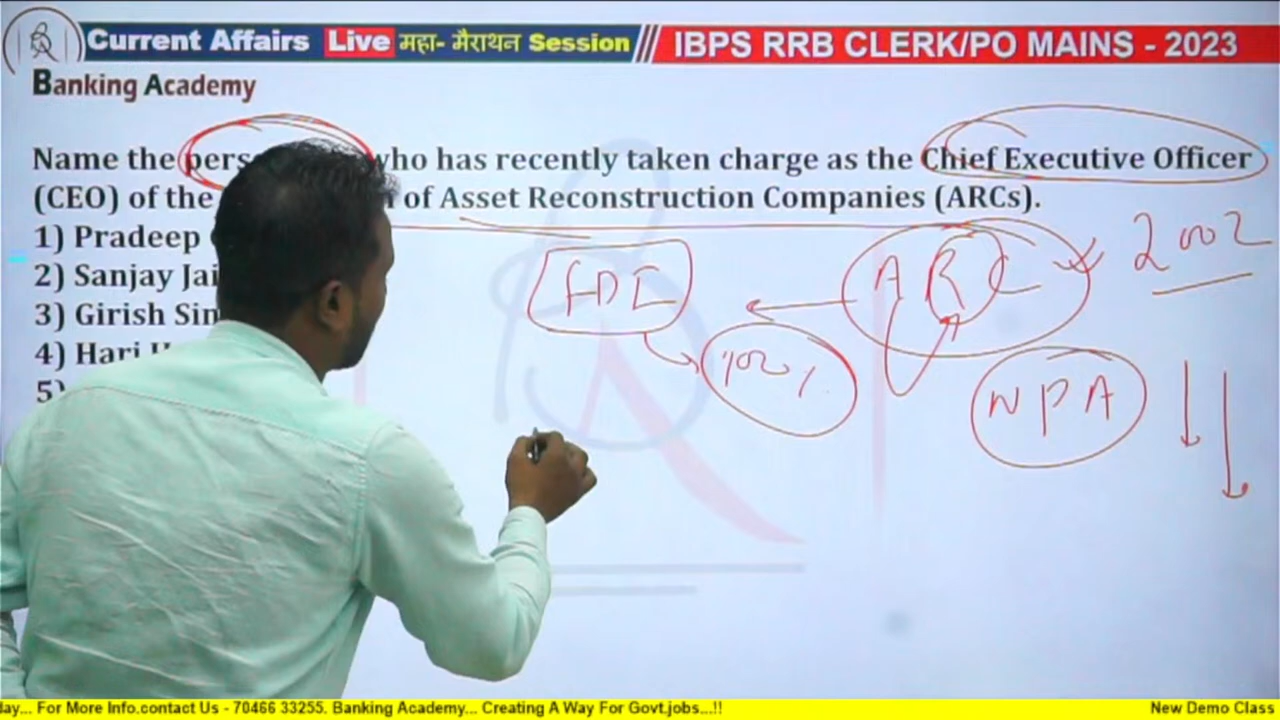 Current Affairs Live महा- मैराथन Session IBPS RRB CLERK/PO MAINS - 2023
Banking Academy
Name the who has recently taken charge as the Chief Executive Officer
(CEO) of the of Asset Reconstruction Companies (ARCs).
1) Pradeep
2) Sanjay
3) Girish
4) Hari
5)
2002
ARC
FDI
100%
NPA
For More Info.contact Us - 70466 33255. Banking Academy... Creating A Way For Govt.jobs...!! New Demo Class